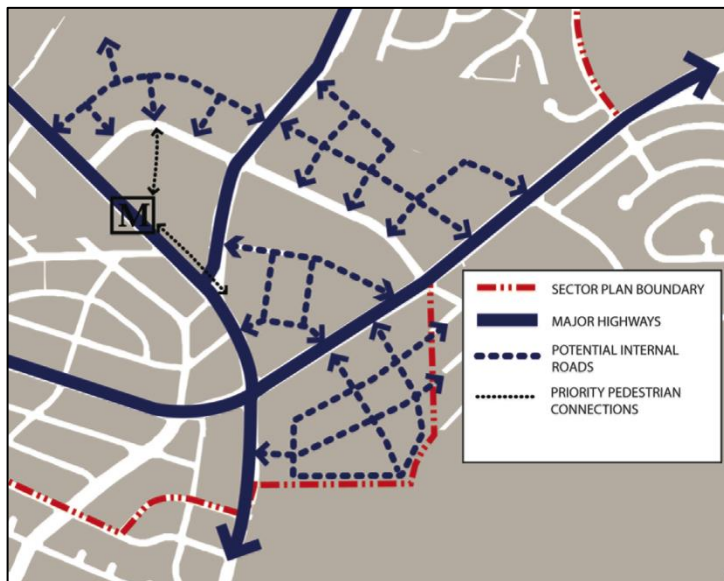 M
SECTOR PLAN BOUNDARY
MAJOR HIGHWAYS
POTENTIAL INTERNAL
ROADS
PRIORITY PEDESTRIAN
CONNECTIONS